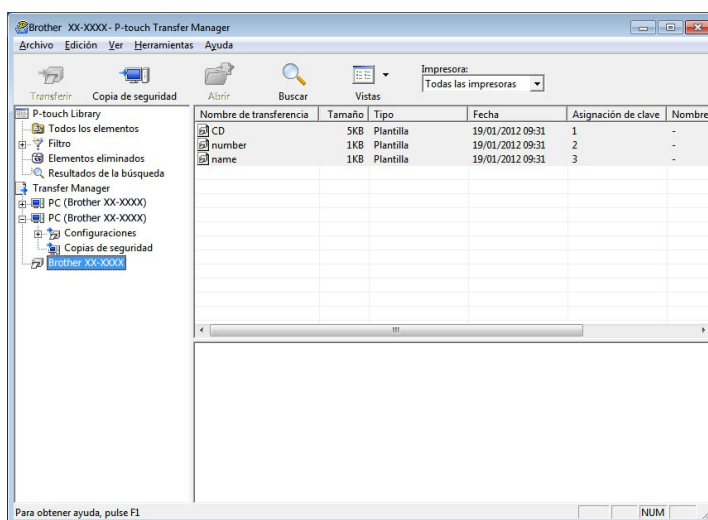 Brother XX-XXXX- P-touch Transfer Manager
Archivo Edición Ver Herramientas Ayuda
Transferir Copia de seguridad Abrir Buscar Vistas
Impresora:
Todas las impresoras
P-touch Library
Todos los elementos
Filtro
Elementos eliminados
Resultados de la búsqueda
Transfer Manager
PC (Brother XX-XXXX)
PC (Brother XX-XXXX)
Configuraciones
Copias de seguridad
Brother XX-XXXX
Nombre de transferencia Tamaño Tipo Fecha Asignación de clave Nombre
CD 5KB Plantilla 19/01/2012 09:31 1 -
number 1KB Plantilla 19/01/2012 09:31 2 -
name 1KB Plantilla 19/01/2012 09:31 3 -
Para obtener ayuda, pulse F1
NUM